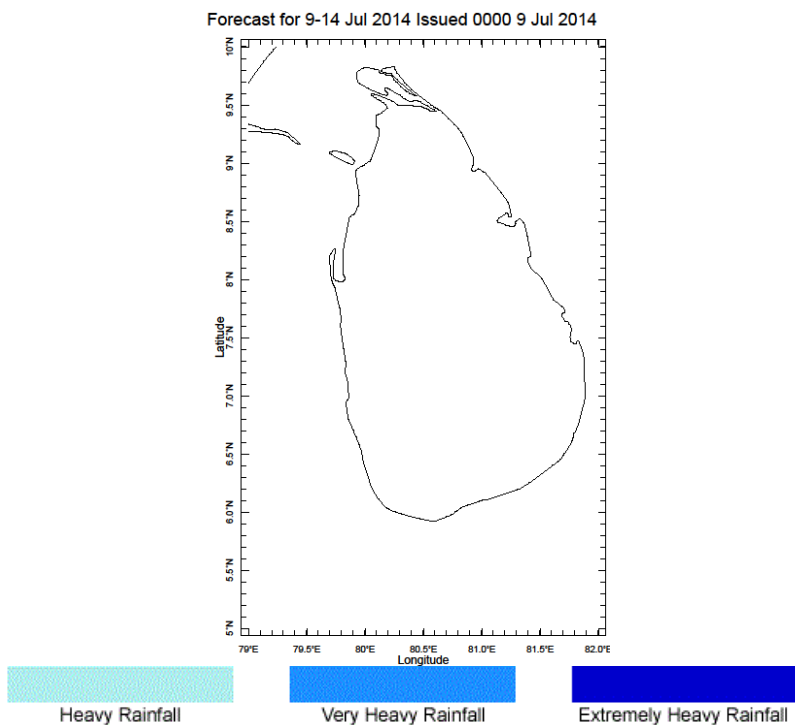 Forecast for 9-14 Jul 2014 Issued 0000 9 Jul 2014
10°N
9.5°N
9°N
8.5°N
8°N
7.5°N
Latitude
7.0°N
6.5°N
6.0°N
5.5°N
5°N
79°E 79.5°E 80°E 80.5°E 81.0°E 81.5°E 82.0°E
Longitude
Heavy Rainfall Very Heavy Rainfall Extremely Heavy Rainfall